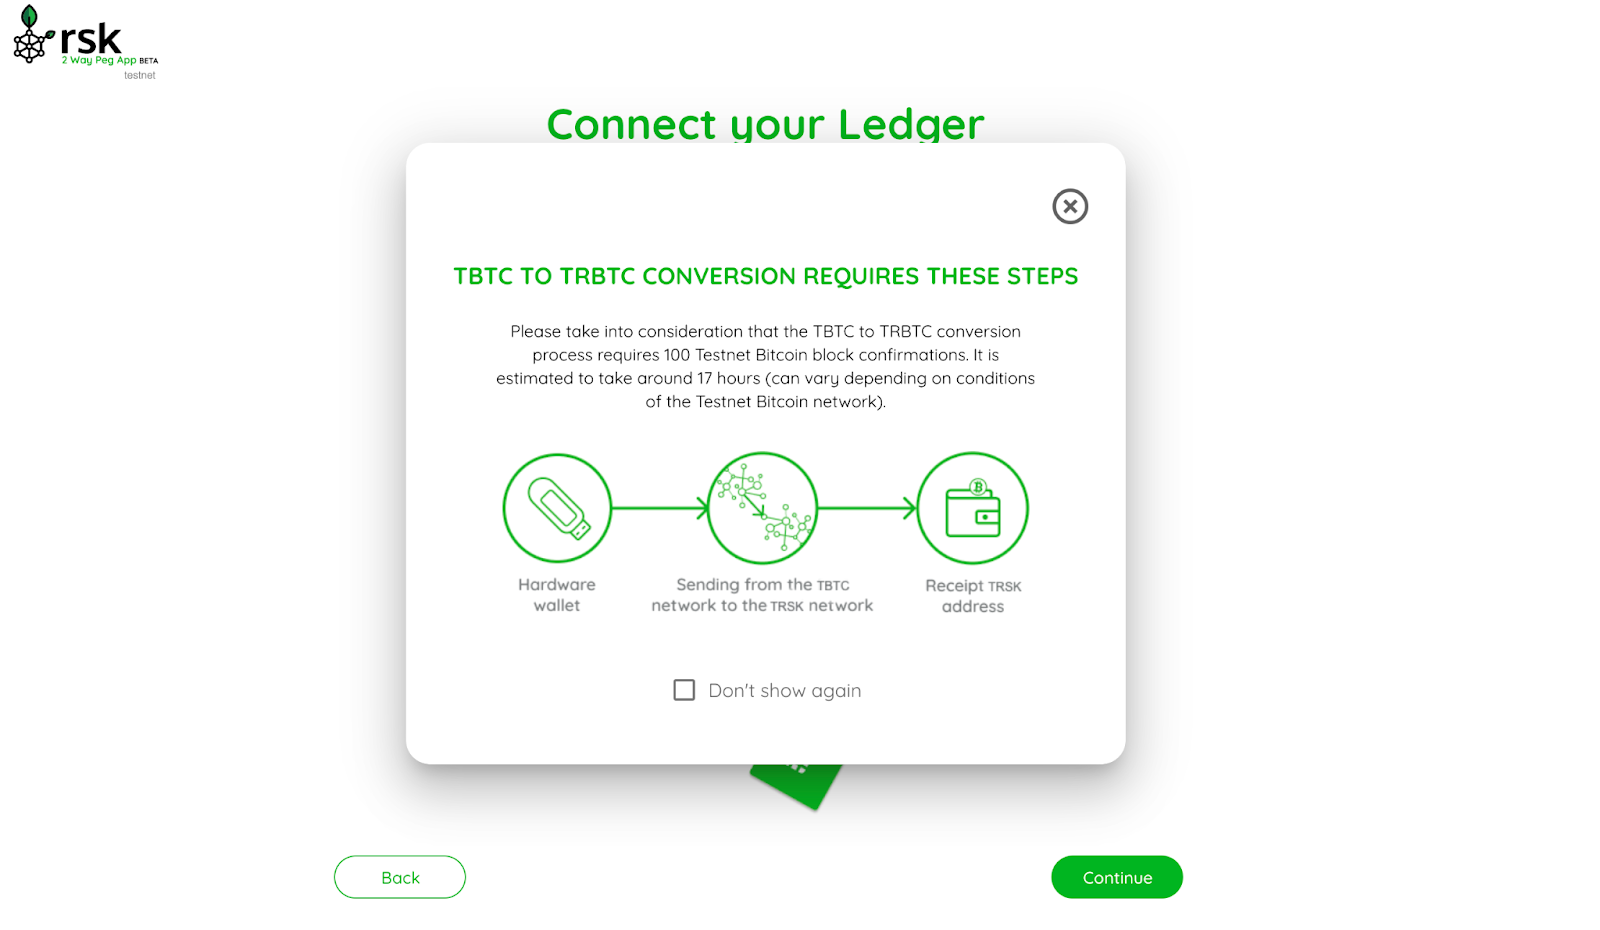 rsk
2 Way Peg App BETA
testnet
Connect your Ledger
TBTC TO TRBTC CONVERSION REQUIRES THESE STEPS
Please take into consideration that the TBTC to TRBTC conversion
process requires 100 Testnet Bitcoin block confirmations. It is
estimated to take around 17 hours (can vary depending on conditions
of the Testnet Bitcoin network).
Hardware
wallet
Sending from the TBTC
network to the TRSK network
Receipt TRSK
address
Don't show again
Back
Continue